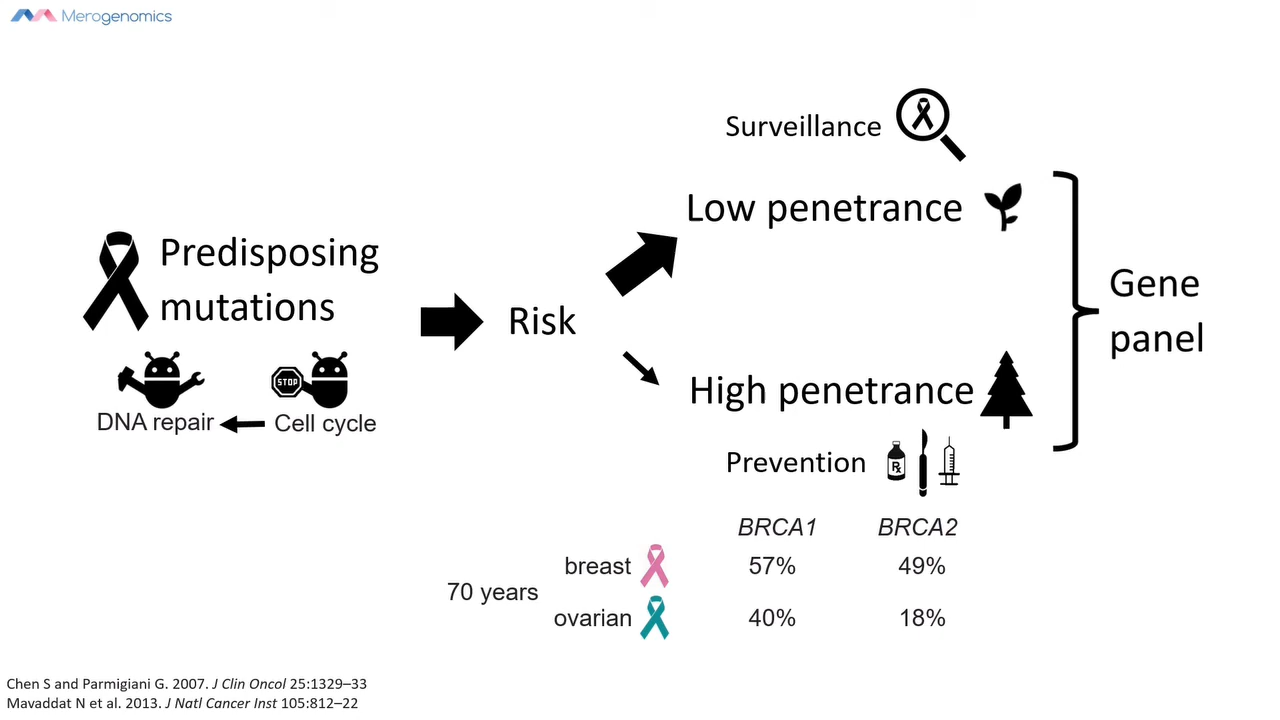 Merogenomics
Surveillance
Low penetrance
Predisposing
mutations
Risk
Gene
panel
High penetrance
STOP
DNA repair
Cell cycle
Prevention
Rx
BRCA1 BRCA2
breast 57% 49%
70 years
ovarian 40% 18%
Chen S and Parmigiani G. 2007. J Clin Oncol 25:1329–33
Mavaddat N et al. 2013. J Natl Cancer Inst 105:812–22